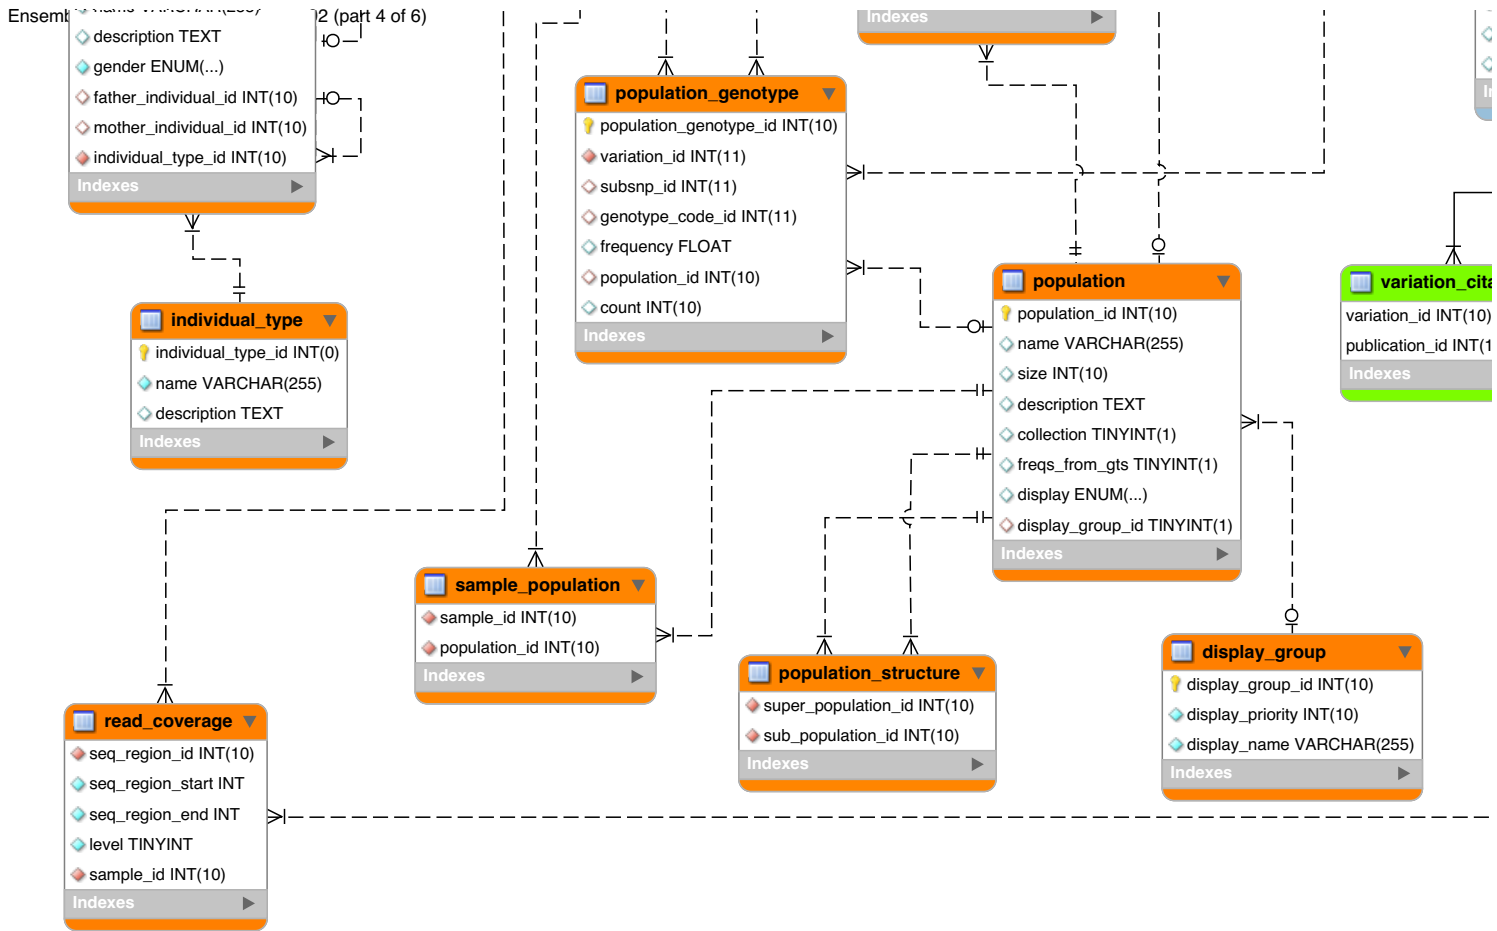 Ensemb 92 (part 4 of 6)
description TEXT
gender ENUM(...)
father_individual_id INT(10)
mother_individual_id INT(10)
individual_type_id INT(10)
Indexes
individual_type
individual_type_id INT(0)
name VARCHAR(255)
description TEXT
Indexes
read_coverage
seq_region_id INT(10)
seq_region_start INT
seq_region_end INT
level TINYINT
sample_id INT(10)
Indexes
sample_population
sample_id INT(10)
population_id INT(10)
Indexes
population_genotype
population_genotype_id INT(10)
variation_id INT(11)
subsnp_id INT(11)
genotype_code_id INT(11)
frequency FLOAT
population_id INT(10)
count INT(10)
Indexes
Indexes
population
population_id INT(10)
name VARCHAR(255)
size INT(10)
description TEXT
collection TINYINT(1)
freqs_from_gts TINYINT(1)
display ENUM(...)
display_group_id TINYINT(1)
Indexes
population_structure
super_population_id INT(10)
sub_population_id INT(10)
Indexes
display_group
display_group_id INT(10)
display_priority INT(10)
display_name VARCHAR(255)
Indexes
variation_cita
variation_id INT(10)
publication_id INT(1
Indexes